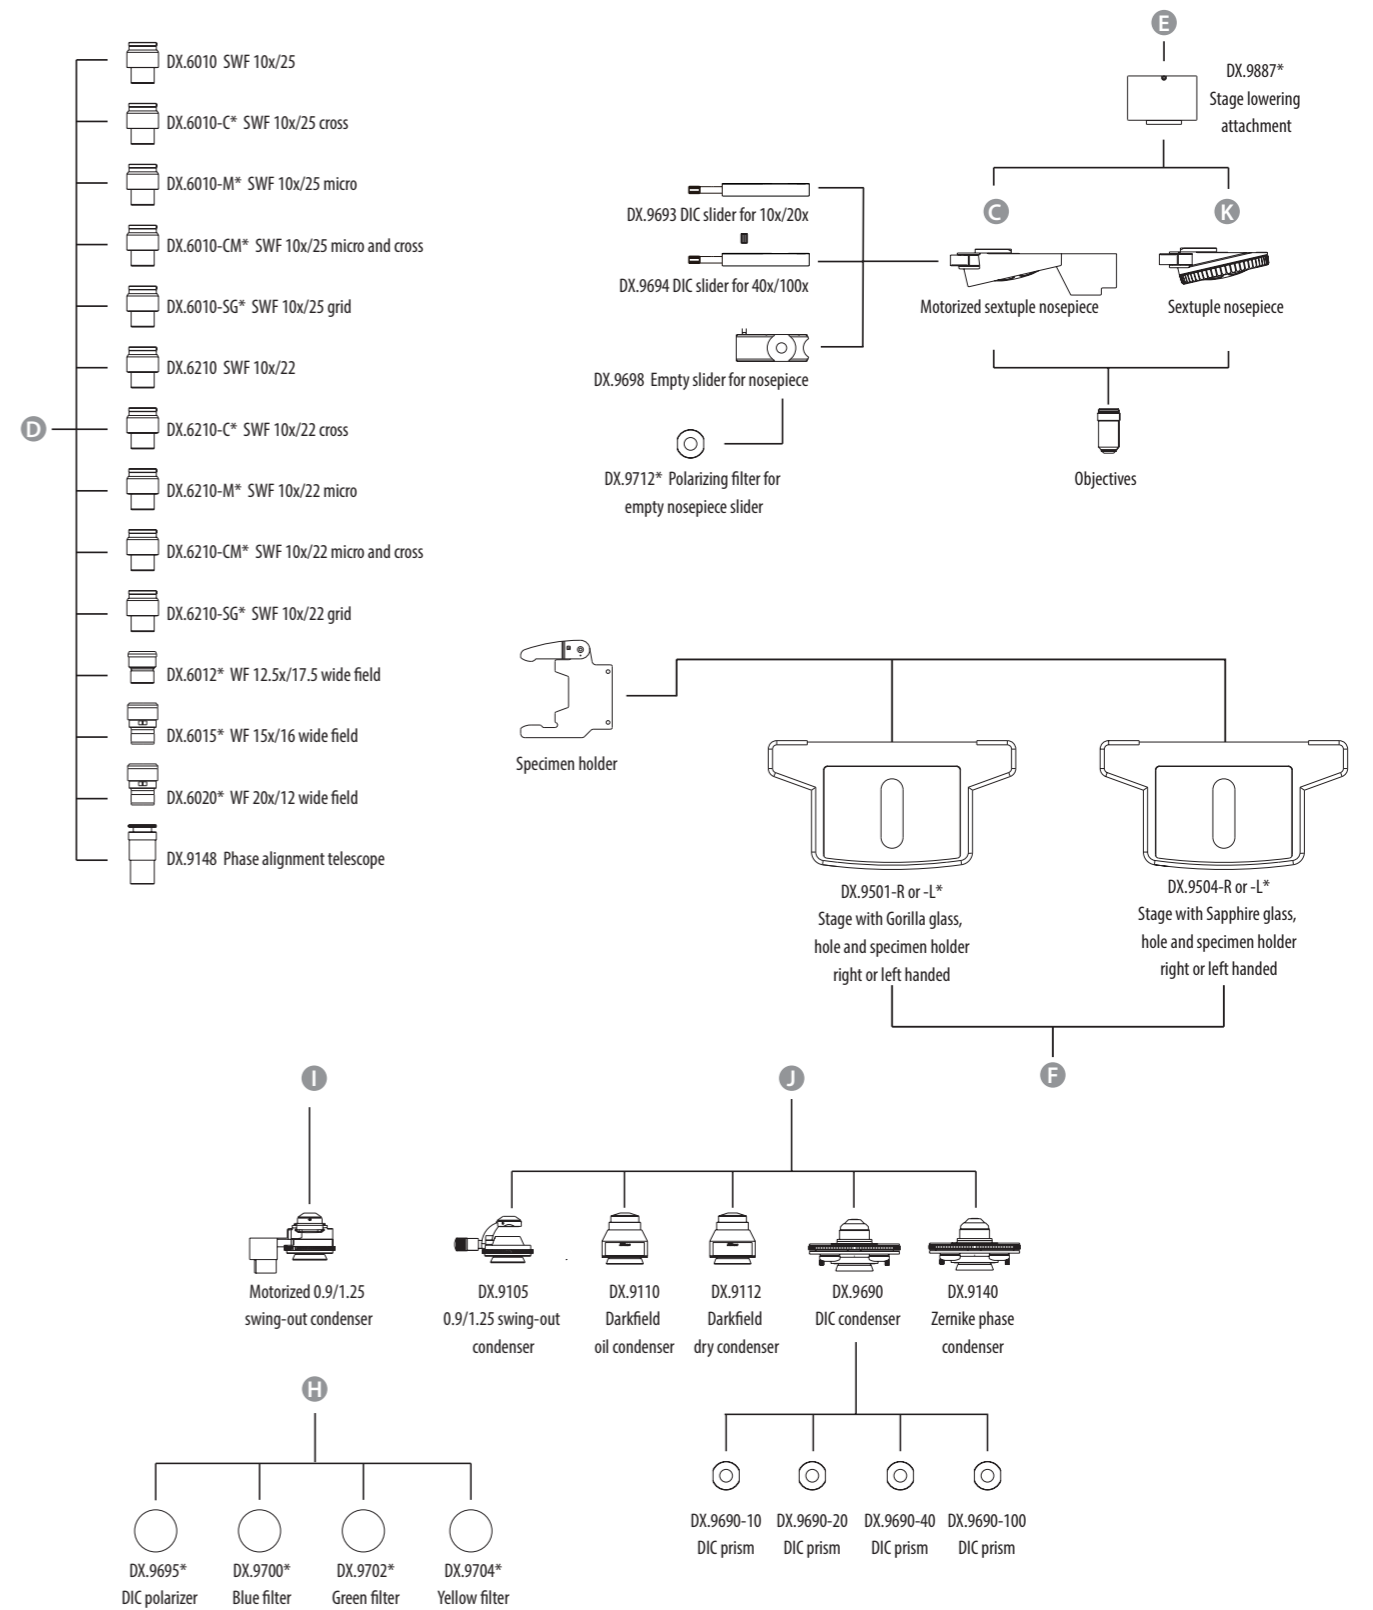 D
DX.6010 SWF 10x/25
DX.6010-C* SWF 10x/25 cross
DX.6010-M* SWF 10x/25 micro
DX.6010-CM* SWF 10x/25 micro and cross
DX.6010-SG* SWF 10x/25 grid
DX.6210 SWF 10x/22
DX.6210-C* SWF 10x/22 cross
DX.6210-M* SWF 10x/22 micro
DX.6210-CM* SWF 10x/22 micro and cross
DX.6210-SG* SWF 10x/22 grid
DX.6012* WF 12.5x/17.5 wide field
DX.6015* WF 15x/16 wide field
DX.6020* WF 20x/12 wide field
DX.9148 Phase alignment telescope
E
DX.9887*
Stage lowering
attachment
DX.9693 DIC slider for 10x/20x
DX.9694 DIC slider for 40x/100x
DX.9698 Empty slider for nosepiece
DX.9712* Polarizing filter for
empty nosepiece slider
C
Motorized sextuple nosepiece
K
Sextuple nosepiece
Objectives
Specimen holder
DX.9501-R or -L*
Stage with Gorilla glass,
hole and specimen holder
right or left handed
DX.9504-R or -L*
Stage with Sapphire glass,
hole and specimen holder
right or left handed
F
I
Motorized 0.9/1.25
swing-out condenser
J
DX.9105
0.9/1.25 swing-out
condenser
DX.9110
Darkfield
oil condenser
DX.9112
Darkfield
dry condenser
DX.9690
DIC condenser
DX.9140
Zernike phase
condenser
DX.9690-10
DIC prism
DX.9690-20
DIC prism
DX.9690-40
DIC prism
DX.9690-100
DIC prism
H
DX.9695*
DIC polarizer
DX.9700*
Blue filter
DX.9702*
Green filter
DX.9704*
Yellow filter